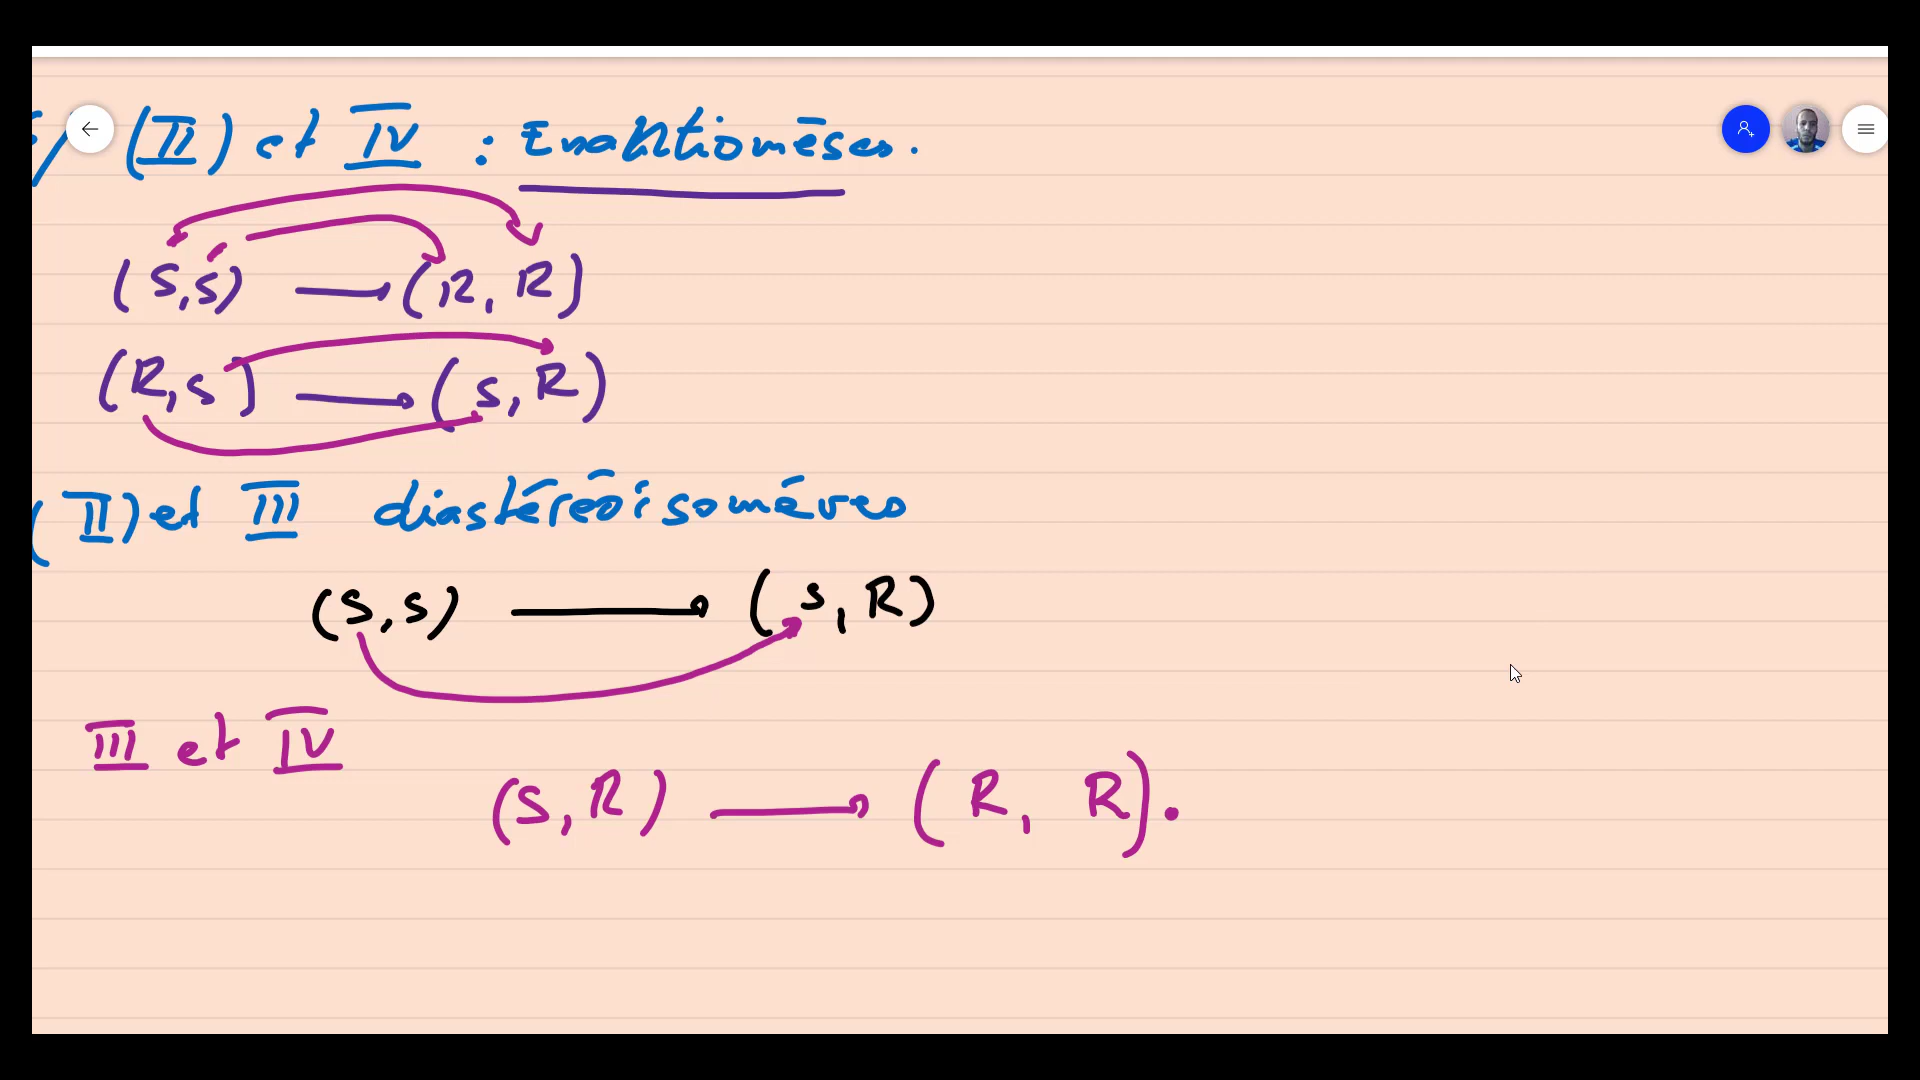 (II) et IV : Enantiomères.
(S,S) → (R, R)
(R,S) → (S, R)
(II) et III diastéréoisomères
(S,S) → (S, R)
III et IV
(S, R) → (R, R).